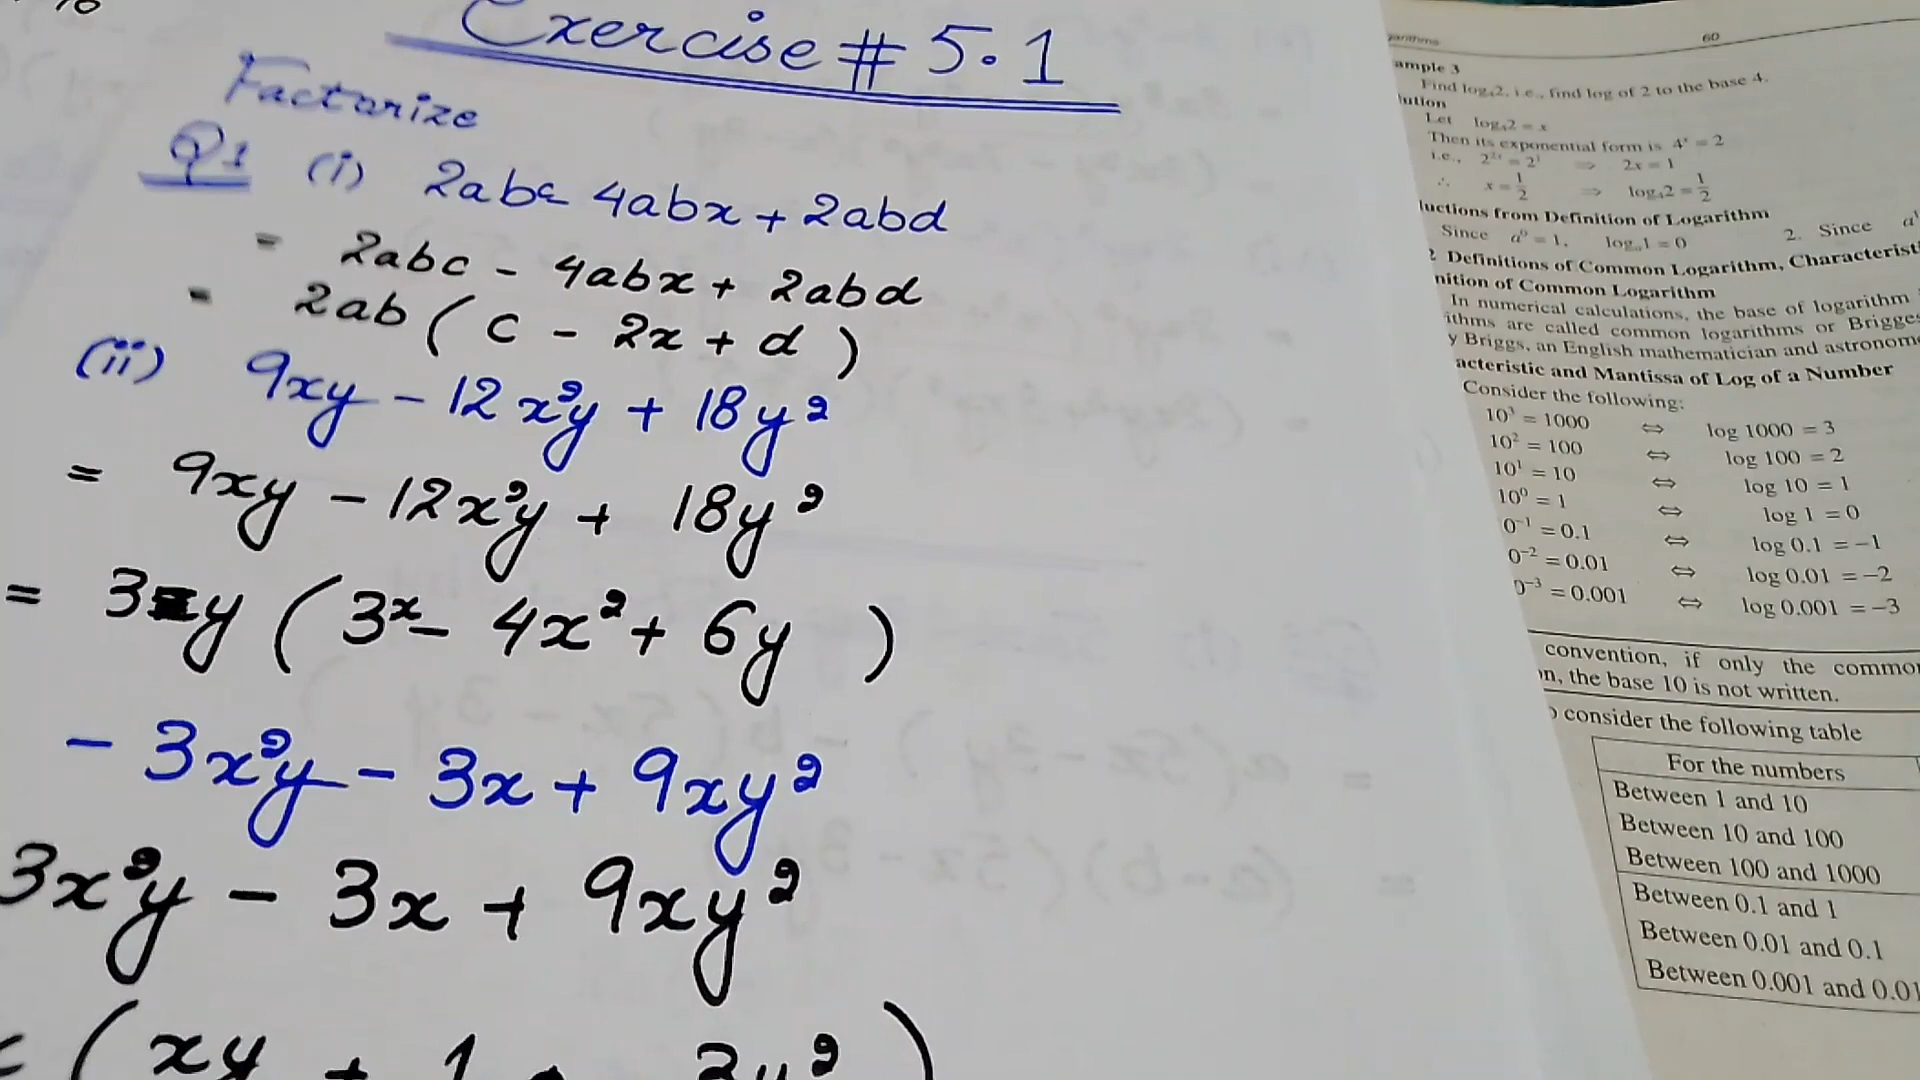 Exercise # 5.1
Factorize
Q1 (i) 2abc - 4abx + 2abd
= 2abc - 4abx + 2abd
= 2ab ( c - 2x + d )
(ii) 9xy - 12x²y + 18y²
= 9xy - 12x²y + 18y²
= 3y ( 3x - 4x² + 6y )
- 3x²y - 3x + 9xy²
3x²y - 3x + 9xy²
( xy + 1 3y² )
60
ample 3
Find log₄2, i.e., find log of 2 to the base 4.
lution
Let log₄2 = x
Then its exponential form is 4ˣ = 2
i.e., 2²ˣ = 2¹ ⇒ 2x = 1
∴ x = 1/2 ⇒ log₄2 = 1/2
uctions from Definition of Logarithm
Since a⁰ = 1, logₐ1 = 0 2. Since
Definitions of Common Logarithm, Characterist
nition of Common Logarithm
In numerical calculations, the base of logarithm
ithms are called common logarithms or Brigges
y Briggs, an English mathematician and astronome
acteristic and Mantissa of Log of a Number
Consider the following:
10³ = 1000 ⇔ log 1000 = 3
10² = 100 ⇔ log 100 = 2
10¹ = 10 ⇔ log 10 = 1
10⁰ = 1 ⇔ log 1 = 0
0⁻¹ = 0.1 ⇔ log 0.1 = −1
0⁻² = 0.01 ⇔ log 0.01 = −2
0⁻³ = 0.001 ⇔ log 0.001 = −3
convention, if only the commo
n, the base 10 is not written.
consider the following table
For the numbers
Between 1 and 10
Between 10 and 100
Between 100 and 1000
Between 0.1 and 1
Between 0.01 and 0.1
Between 0.001 and 0.01